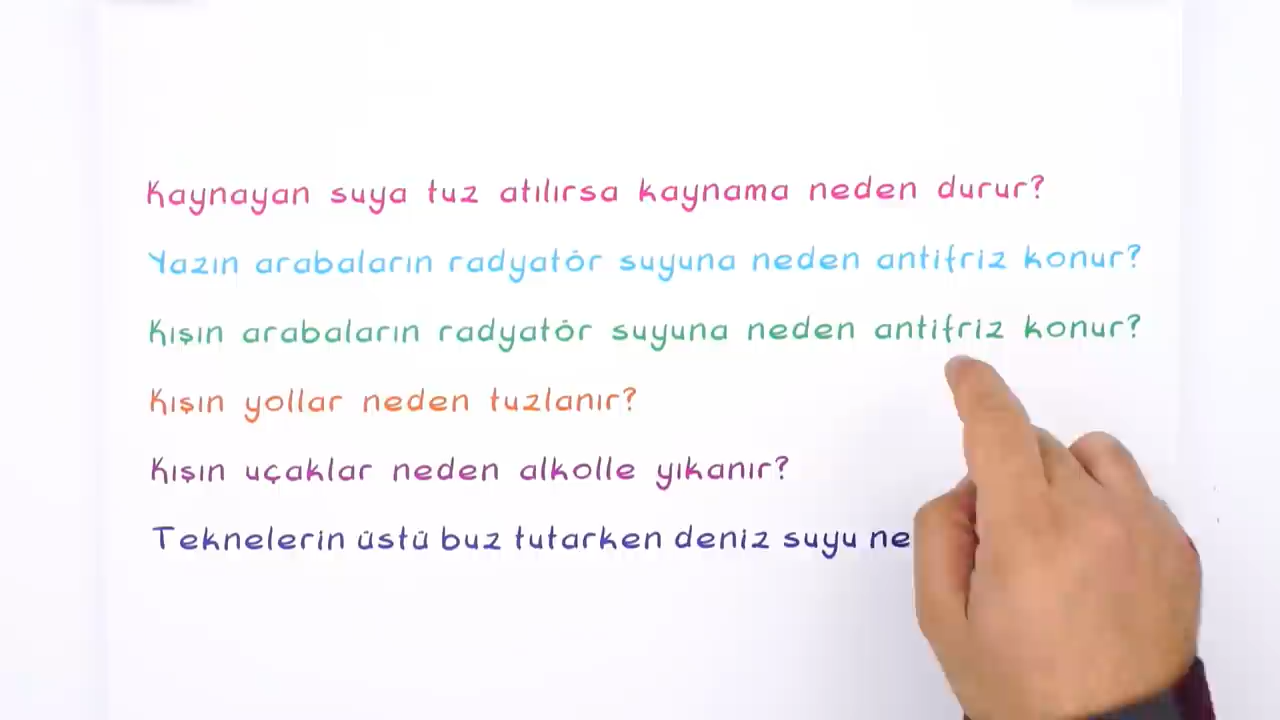 Kaynayan suya tuz atılırsa kaynama neden durur?
Yazın arabaların radyatör suyuna neden antifriz konur?
Kışın arabaların radyatör suyuna neden antifriz konur?
Kışın yollar neden tuzlanır?
Kışın uçaklar neden alkolle yıkanır?
Teknelerin üstü buz tutarken deniz suyu ne